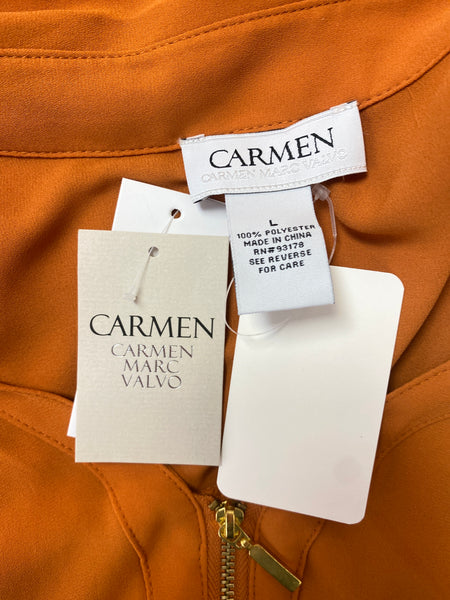 CARMEN
CARMEN MARC VALVO
L
100% POLYESTER
MADE IN CHINA
RN#93178
SEE REVERSE
FOR CARE
CARMEN
CARMEN
MARC
VALVO